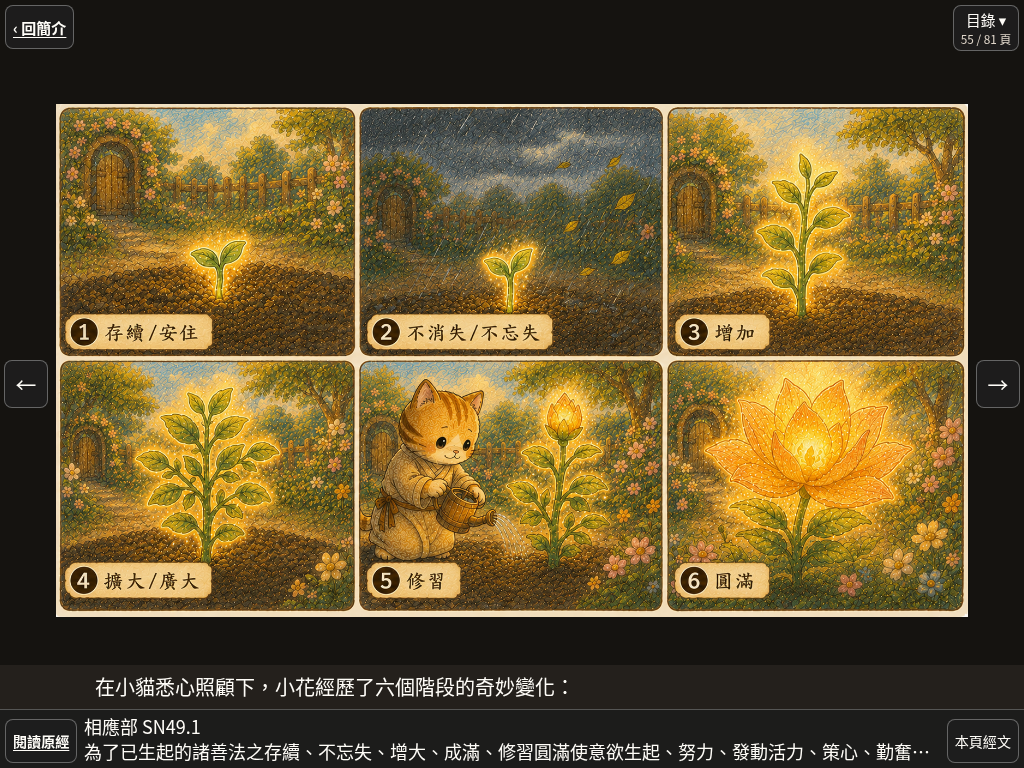 ‹ 回簡介
目錄 ▾
55 / 81 頁
1 存續/安住
2 不消失/不忘失
3 增加
4 擴大/廣大
5 修習
6 圓滿
←
→
在小貓悉心照顧下，小花經歷了六個階段的奇妙變化：
閱讀原經
相應部 SN49.1
為了已生起的諸善法之存續、不忘失、增大、成滿、修習圓滿使意欲生起、努力、發動活力、策心、勤奮⋯
本頁經文